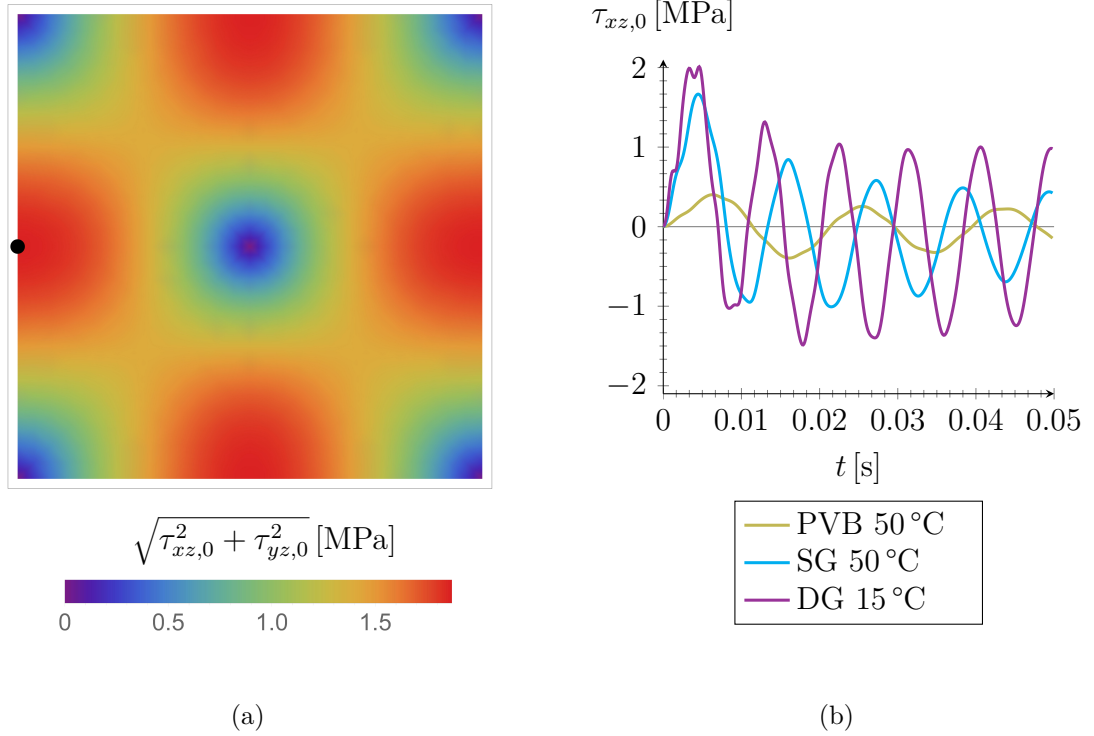 √τ²xz,0 + τ²yz,0 [MPa]
0 0.5 1.0 1.5
(a)
τxz,0 [MPa]
2
1
0
−1
−2
0 0.01 0.02 0.03 0.04 0.05
t [s]
PVB 50 °C
SG 50 °C
DG 15 °C
(b)